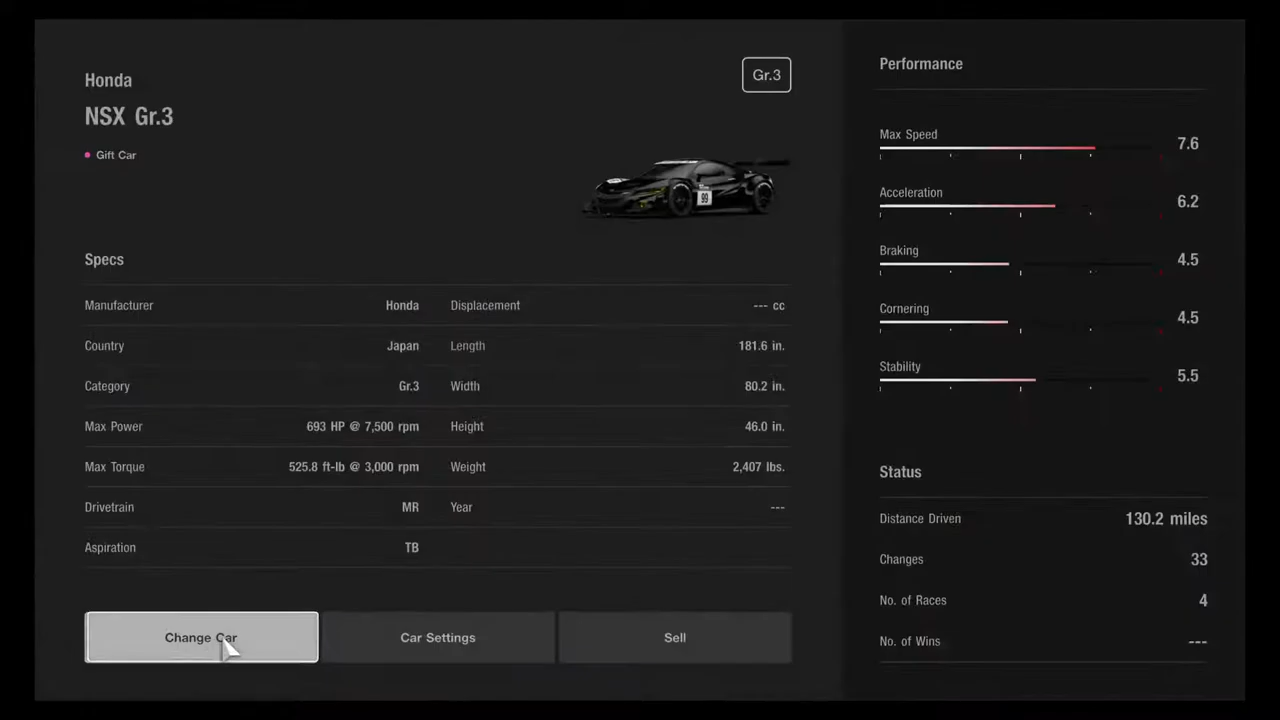 Honda
NSX Gr.3
Gr.3
Gift Car
99
Specs
Manufacturer Honda Displacement --- cc
Country Japan Length 181.6 in.
Category Gr.3 Width 80.2 in.
Max Power 693 HP @ 7,500 rpm Height 46.0 in.
Max Torque 525.8 ft-lb @ 3,000 rpm Weight 2,407 lbs.
Drivetrain MR Year ---
Aspiration TB
Change Car Car Settings Sell
Performance
Max Speed 7.6
Acceleration 6.2
Braking 4.5
Cornering 4.5
Stability 5.5
Status
Distance Driven 130.2 miles
Changes 33
No. of Races 4
No. of Wins ---